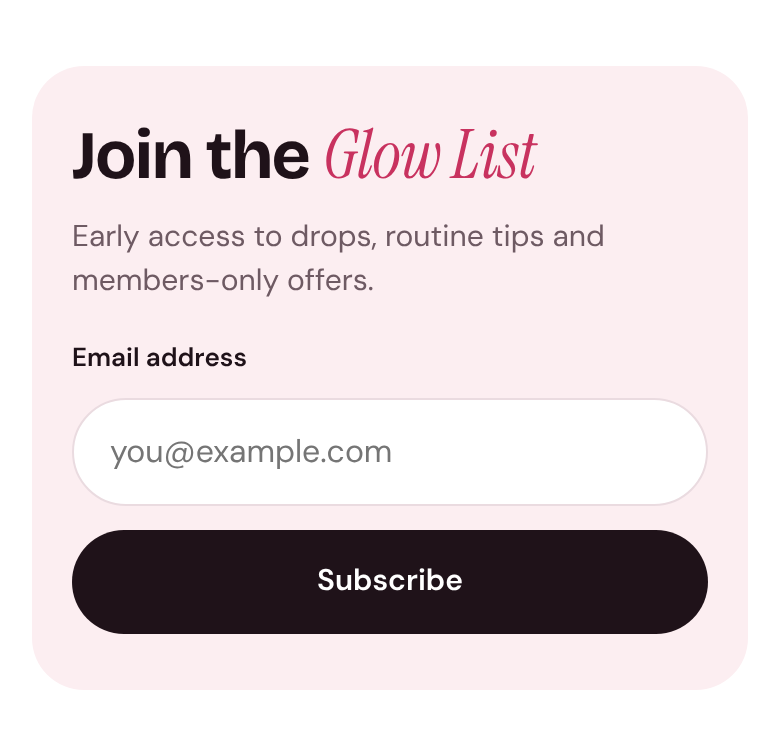 Join the Glow List
Early access to drops, routine tips and
members-only offers.
Email address
you@example.com
Subscribe